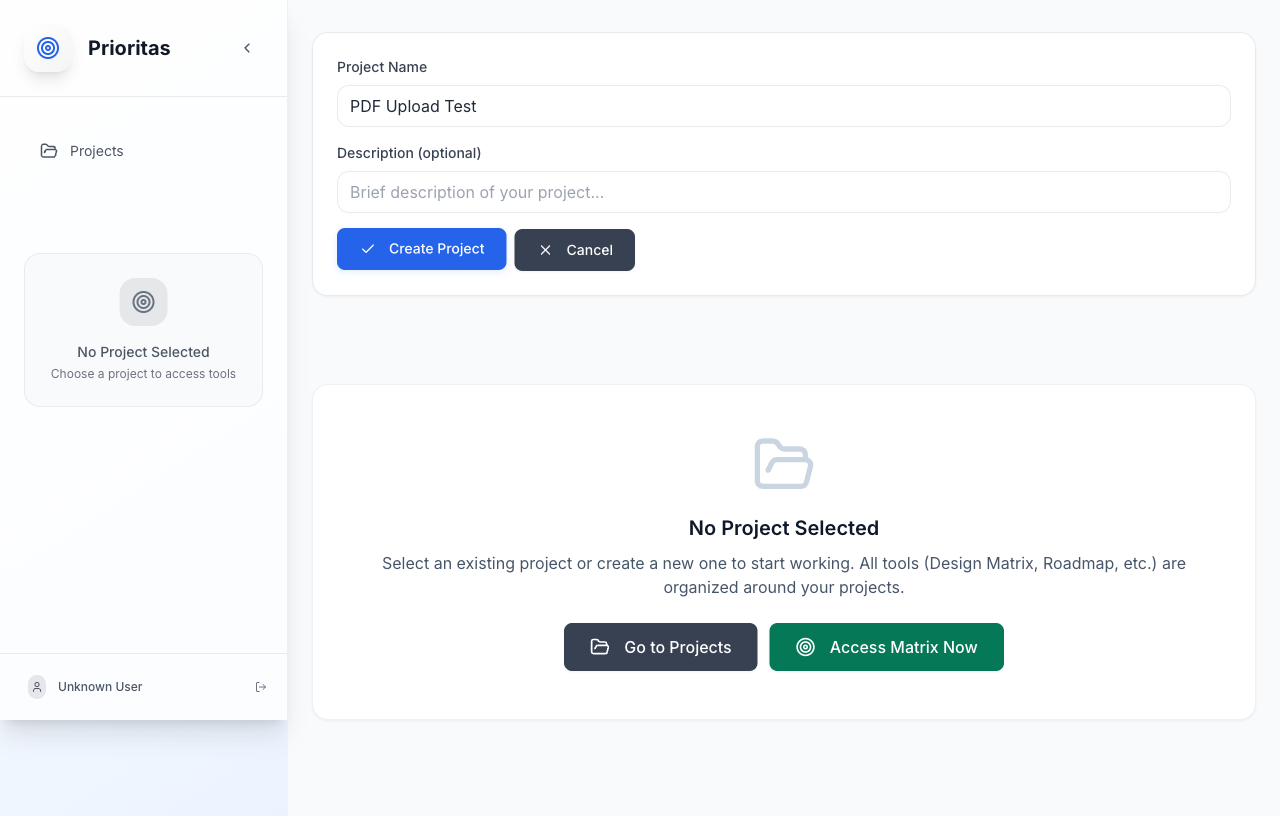 Prioritas
Projects
No Project Selected
Choose a project to access tools
Unknown User
Project Name
PDF Upload Test
Description (optional)
Brief description of your project...
Create Project
Cancel
No Project Selected
Select an existing project or create a new one to start working. All tools (Design Matrix, Roadmap, etc.) are
organized around your projects.
Go to Projects
Access Matrix Now